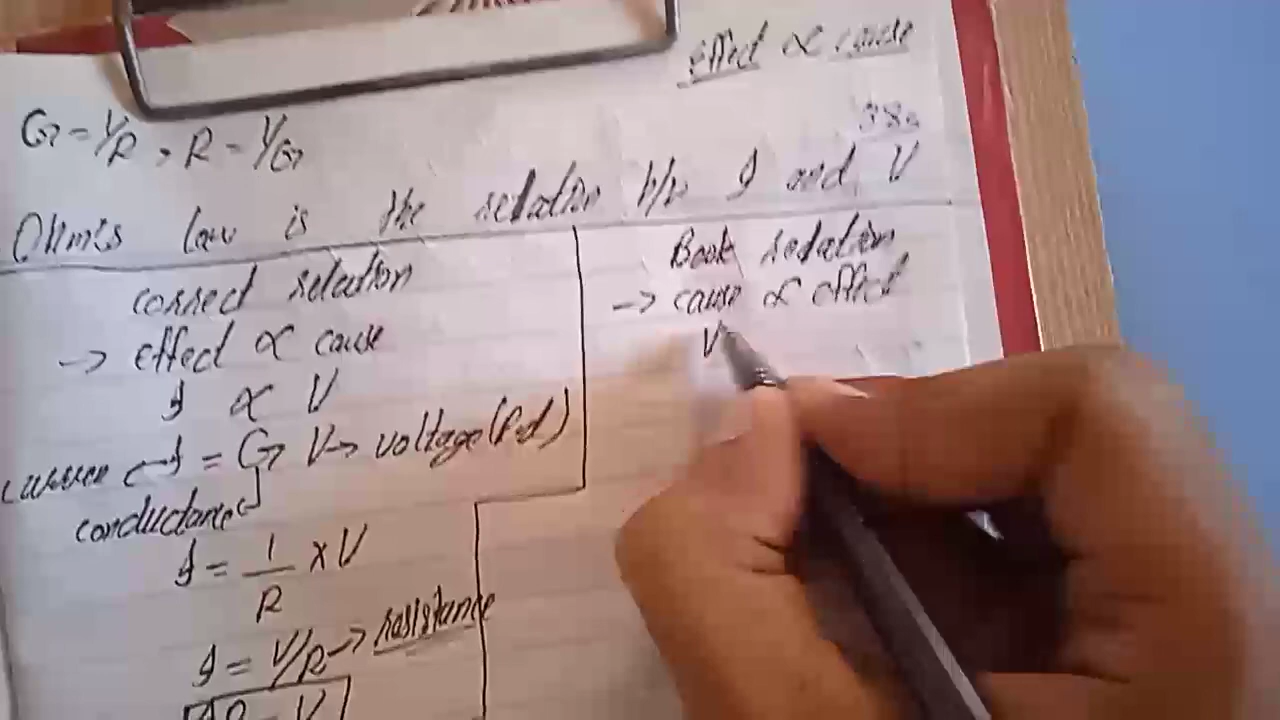 effect ∝ cause
G = 1/R, R = 1/G
Ohm's law is the relation b/w I and V
correct relation
→ effect ∝ cause
I ∝ V
I = G V → voltage (P.d)
conductance
I = 1/R × V
I = V/R → resistance
Book relation
→ cause ∝ effect
V